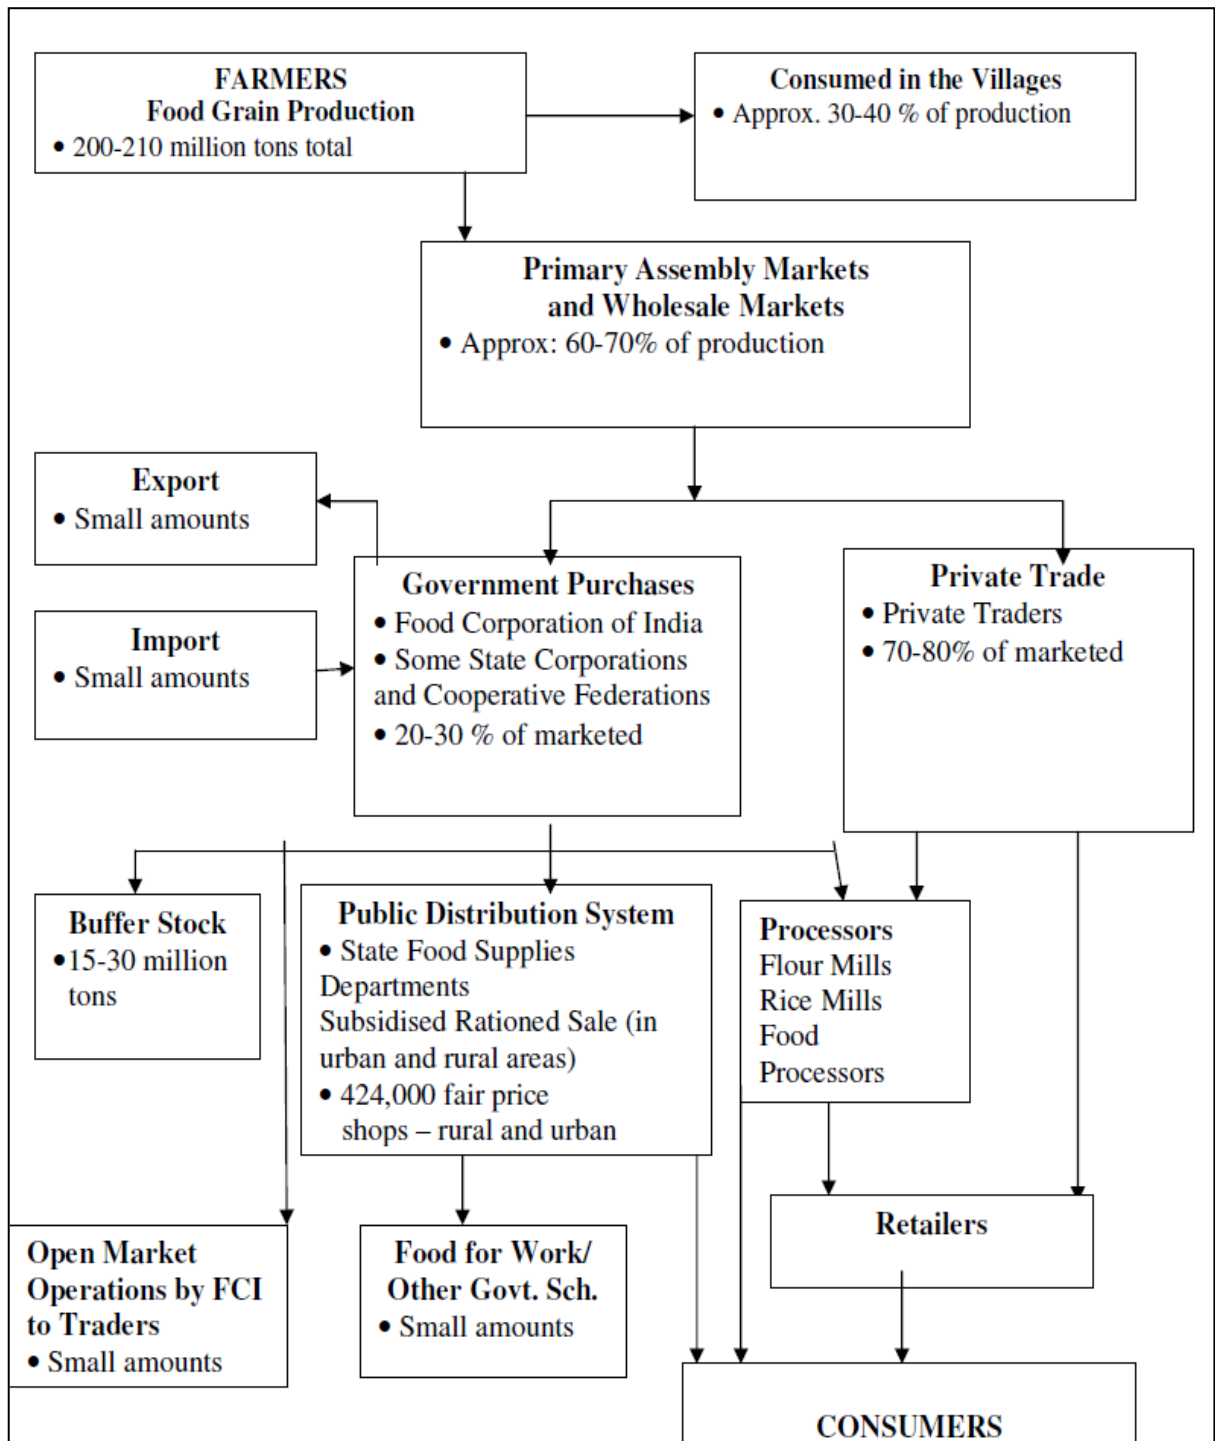 FARMERS
Food Grain Production
• 200-210 million tons total
Consumed in the Villages
• Approx. 30-40 % of production
Primary Assembly Markets
and Wholesale Markets
• Approx: 60-70% of production
Export
• Small amounts
Import
• Small amounts
Government Purchases
• Food Corporation of India
• Some State Corporations
and Cooperative Federations
• 20-30 % of marketed
Private Trade
• Private Traders
• 70-80% of marketed
Buffer Stock
•15-30 million
tons
Public Distribution System
• State Food Supplies
Departments
Subsidised Rationed Sale (in
urban and rural areas)
• 424,000 fair price
shops – rural and urban
Processors
Flour Mills
Rice Mills
Food
Processors
Retailers
Open Market
Operations by FCI
to Traders
• Small amounts
Food for Work/
Other Govt. Sch.
• Small amounts
CONSUMERS